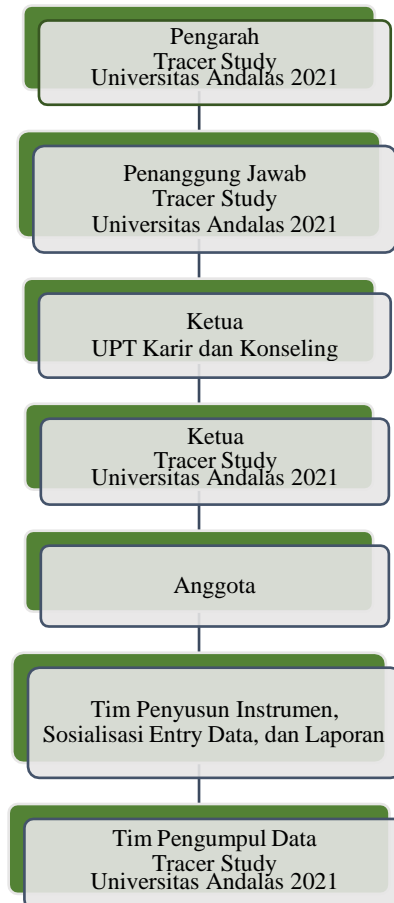 Pengarah
Tracer Study
Universitas Andalas 2021
Penanggung Jawab
Tracer Study
Universitas Andalas 2021
Ketua
UPT Karir dan Konseling
Ketua
Tracer Study
Universitas Andalas 2021
Anggota
Tim Penyusun Instrumen,
Sosialisasi Entry Data, dan Laporan
Tim Pengumpul Data
Tracer Study
Universitas Andalas 2021